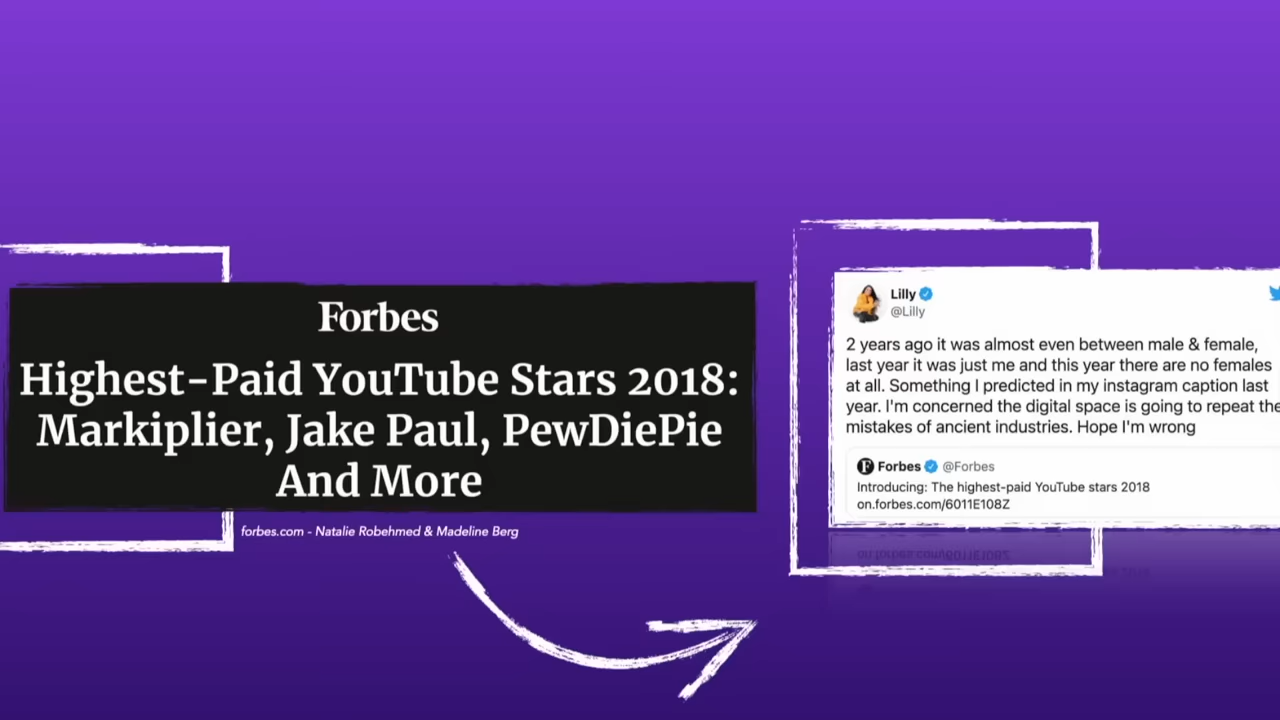 Forbes
Highest-Paid YouTube Stars 2018:
Markiplier, Jake Paul, PewDiePie
And More
forbes.com - Natalie Robehmed & Madeline Berg
Lilly
@Lilly
2 years ago it was almost even between male & female,
last year it was just me and this year there are no females
at all. Something I predicted in my instagram caption last
year. I'm concerned the digital space is going to repeat the
mistakes of ancient industries. Hope I'm wrong
F Forbes @Forbes
Introducing: The highest-paid YouTube stars 2018
on.forbes.com/6011E108Z